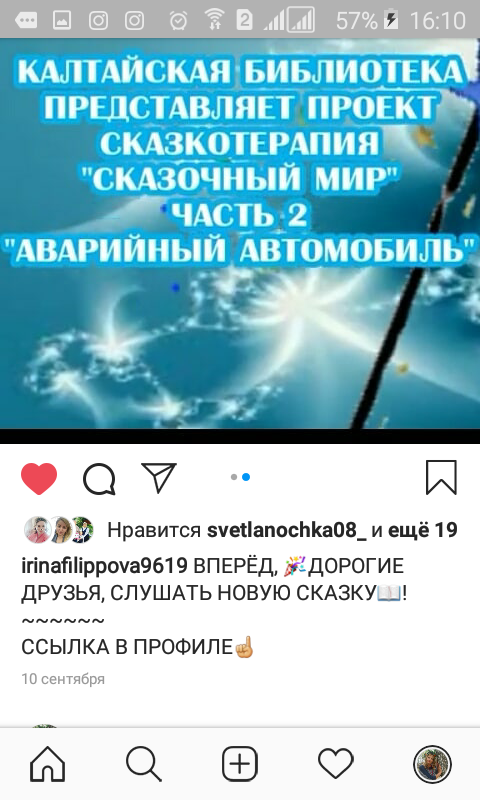 2
57%
16:10
КАЛТАЙСКАЯ БИБЛИОТЕКА
ПРЕДСТАВЛЯЕТ ПРОЕКТ
СКАЗКОТЕРАПИЯ
"СКАЗОЧНЫЙ МИР"
ЧАСТЬ 2
"АВАРИЙНЫЙ АВТОМОБИЛЬ"
Нравится svetlanochka08_ и ещё 19
irinafilippova9619 ВПЕРЁД, 🎉ДОРОГИЕ
ДРУЗЬЯ, СЛУШАТЬ НОВУЮ СКАЗКУ📖!
~~~~~~
ССЫЛКА В ПРОФИЛЕ☝🏼
10 сентября